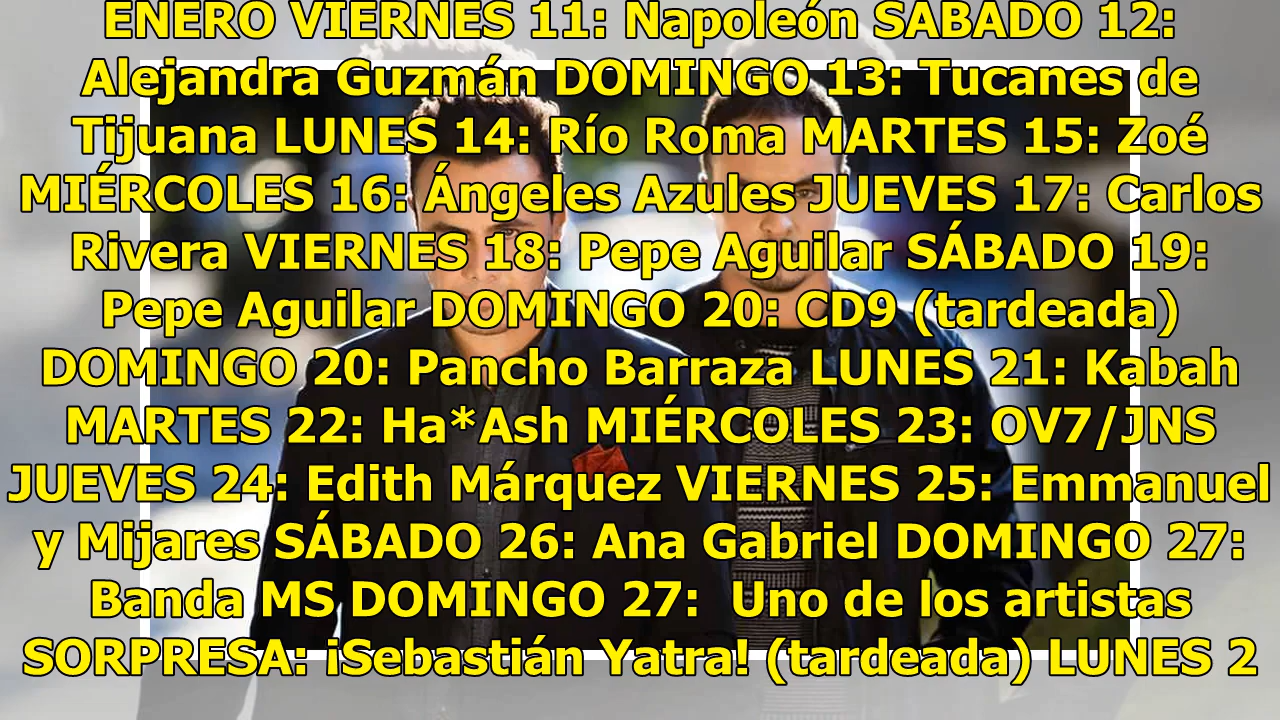 ENERO VIERNES 11: Napoleón SÁBADO 12:
Alejandra Guzmán DOMINGO 13: Tucanes de
Tijuana LUNES 14: Río Roma MARTES 15: Zoé
MIÉRCOLES 16: Ángeles Azules JUEVES 17: Carlos
Rivera VIERNES 18: Pepe Aguilar SÁBADO 19:
Pepe Aguilar DOMINGO 20: CD9 (tardeada)
DOMINGO 20: Pancho Barraza LUNES 21: Kabah
MARTES 22: Ha*Ash MIÉRCOLES 23: OV7/JNS
JUEVES 24: Edith Márquez VIERNES 25: Emmanuel
y Mijares SÁBADO 26: Ana Gabriel DOMINGO 27:
Banda MS DOMINGO 27: Uno de los artistas
SORPRESA: ¡Sebastián Yatra! (tardeada) LUNES 2